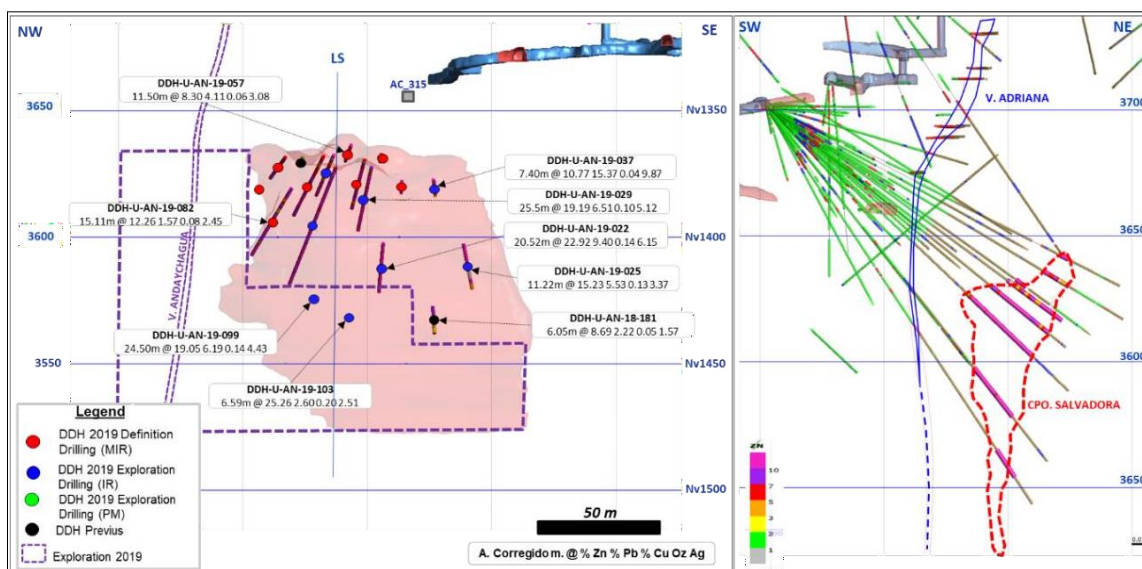 NW
SE
LS
DDH-U-AN-19-057
11.50m @ 8.30 4.11 0.06 3.08
AC_315
3650
Nv1350
DDH-U-AN-19-037
7.40m @ 10.77 15.37 0.04 9.87
DDH-U-AN-19-029
25.5m @ 19.19 6.51 0.10 5.12
DDH-U-AN-19-082
15.11m @ 12.26 1.57 0.08 2.45
3600
Nv1400
DDH-U-AN-19-022
20.52m @ 22.92 9.40 0.14 6.15
DDH-U-AN-19-025
11.22m @ 15.23 5.53 0.13 3.37
V. ANDAYCHAGUA
DDH-U-AN-18-181
6.05m @ 8.69 2.22 0.05 1.57
DDH-U-AN-19-099
24.50m @ 19.05 6.19 0.14 4.43
3550
Nv1450
DDH-U-AN-19-103
6.59m @ 25.26 2.60 0.20 2.51
Legend
DDH 2019 Definition
Drilling (MIR)
DDH 2019 Exploration
Drilling (IR)
DDH 2019 Exploration
Drilling (PM)
DDH Previus
Exploration 2019
Nv1500
50 m
A. Corregido m. @ % Zn % Pb % Cu Oz Ag
SW
NE
V. ADRIANA
3700
3650
3600
CPO. SALVADORA
3650
ZN
10
7
5
3
2
1